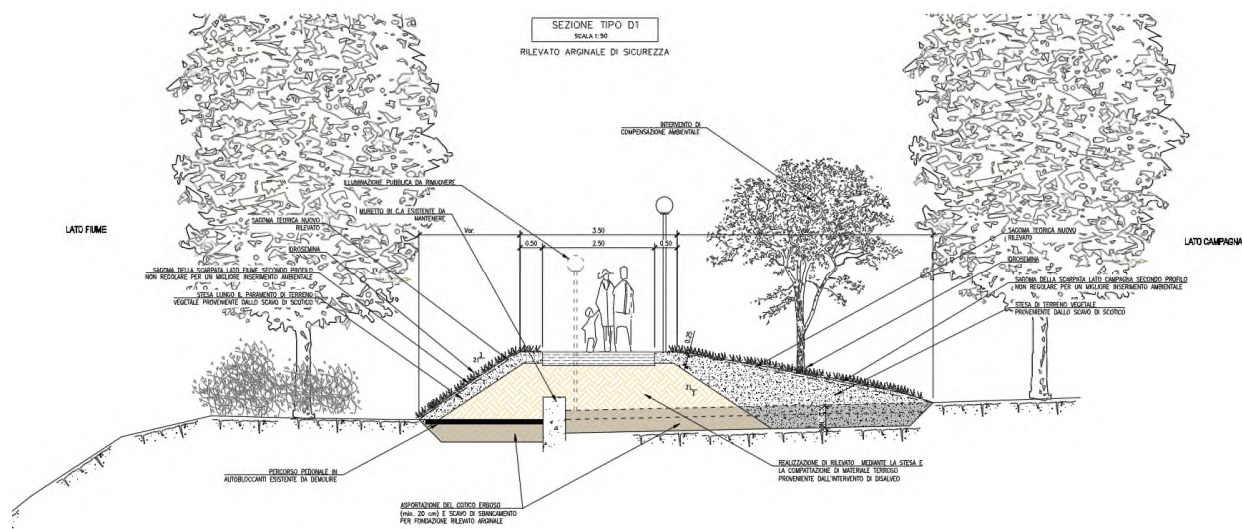 SEZIONE TIPO D1
SCALA 1:50
RILEVATO ARGINALE DI SICUREZZA
INTERVENTO DI
COMPENSAZIONE AMBIENTALE
ILLUMINAZIONE PUBBLICA DA RIMUOVERE
MURETTO IN C.A ESISTENTE DA
MANTENERE
LATO FIUME
SAGOMA TEORICA NUOVO
RILEVATO
IDROSEMINA
SAGOMA DELLA SCARPATA LATO FIUME SECONDO PROFILO
NON REGOLARE PER UN MIGLIORE INSERIMENTO AMBIENTALE
STESA LUNGO IL PARAMENTO DI TERRENO
VEGETALE PROVENIENTE DALLO SCAVO DI SCOTICO
Var.
3.50
Var.
0.50
2.50
0.50
SAGOMA TEORICA NUOVO
RILEVATO
LATO CAMPAGNA
IDROSEMINA
SAGOMA DELLA SCARPATA LATO CAMPAGNA SECONDO PROFILO
NON REGOLARE PER UN MIGLIORE INSERIMENTO AMBIENTALE
STESA DI TERRENO VEGETALE
PROVENIENTE DALLO SCAVO DI SCOTICO
0.25
PERCORSO PEDONALE IN
AUTOBLOCCANTI ESISTENTE DA DEMOLIRE
REALIZZAZIONE DI RILEVATO MEDIANTE LA STESA E
LA COMPATTAZIONE DI MATERIALE TERROSO
PROVENIENTE DALL'INTERVENTO DI DISALVEO
ASPORTAZIONE DEL COTICO ERBOSO
(min. 20 cm) E SCAVO DI SBANCAMENTO
PER FONDAZIONE RILEVATO ARGINALE